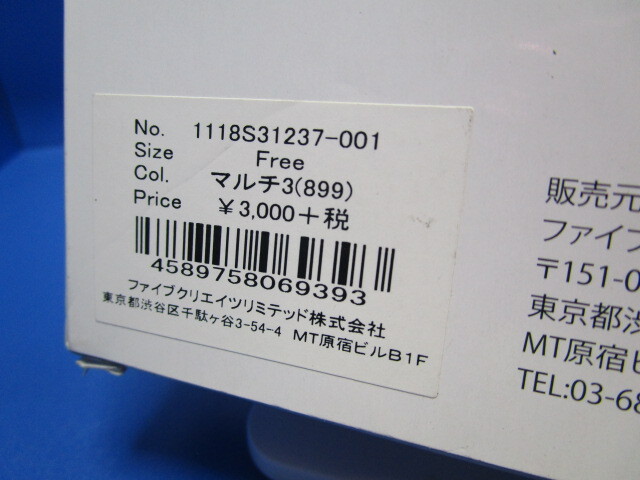 No. 1118S31237-001
Size Free
Col. マルチ3(899)
Price ￥3,000＋税
4589758069393
ファイブクリエイツリミテッド株式会社
東京都渋谷区千駄ヶ谷3-54-4 MT原宿ビルB1F
販売元
ファイブ
〒151-0
東京都渋
MT原宿ビ
TEL:03-68